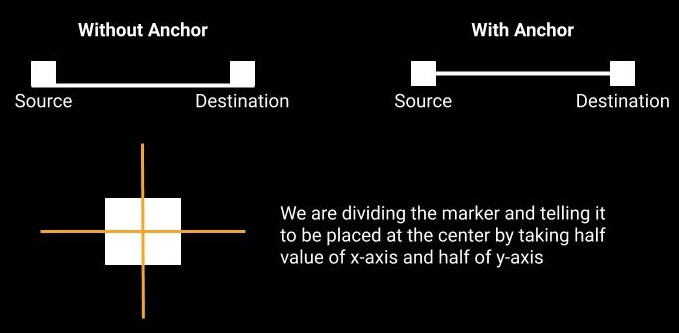 Without Anchor
With Anchor
Source
Destination
Source
Destination
We are dividing the marker and telling it
to be placed at the center by taking half
value of x-axis and half of y-axis